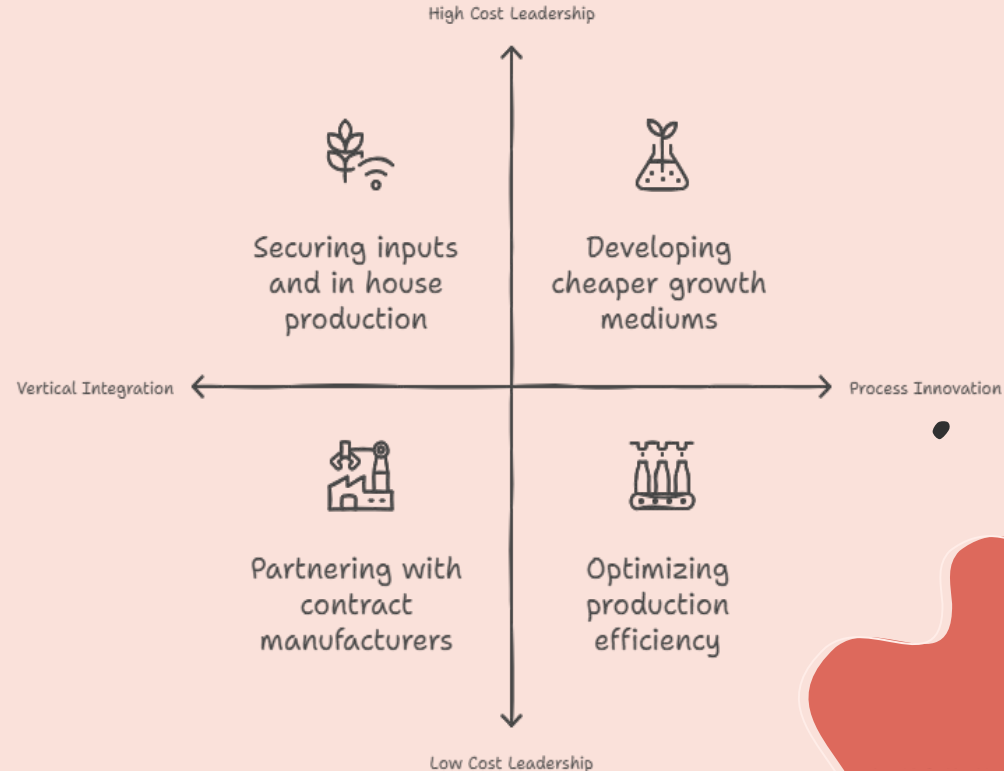 High Cost Leadership
Securing inputs
and in house
production
Developing
cheaper growth
mediums
Vertical Integration
Process Innovation
Partnering with
contract
manufacturers
Optimizing
production
efficiency
Low Cost Leadership